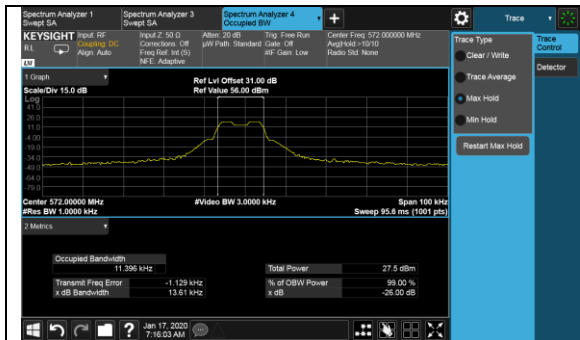 Spectrum Analyzer 1
Swept SA
Spectrum Analyzer 3
Swept SA
Spectrum Analyzer 4
Occupied BW
Trace
KEYSIGHT
RL
LW
Input: RF
Coupling: DC
Align: Auto
Input Z: 50 Ω
Corrections: Off
Freq Ref: Int (S)
NFE: Adaptive
Atten: 20 dB
µW Path: Standard
Trig: Free Run
Gate: Off
#IF Gain: Low
Center Freq: 572.000000 MHz
Avg|Hold:>10/10
Radio Std: None
Trace Type
Clear / Write
Trace Average
Max Hold
Min Hold
Restart Max Hold
Trace Control
Detector
1 Graph
Scale/Div 15.0 dB
Ref Lvl Offset 31.00 dB
Ref Value 56.00 dBm
Log
41.0
26.0
11.0
-4.00
-19.0
-34.0
-49.0
-64.0
-79.0
Center 572.00000 MHz
#Res BW 1.0000 kHz
#Video BW 3.0000 kHz
Span 100 kHz
Sweep 95.6 ms (1001 pts)
2 Metrics
Occupied Bandwidth
11.396 kHz
Total Power 27.5 dBm
Transmit Freq Error -1.129 kHz
% of OBW Power 99.00 %
x dB Bandwidth 13.61 kHz
x dB -26.00 dB
?
Jan 17, 2020
7:16:03 AM